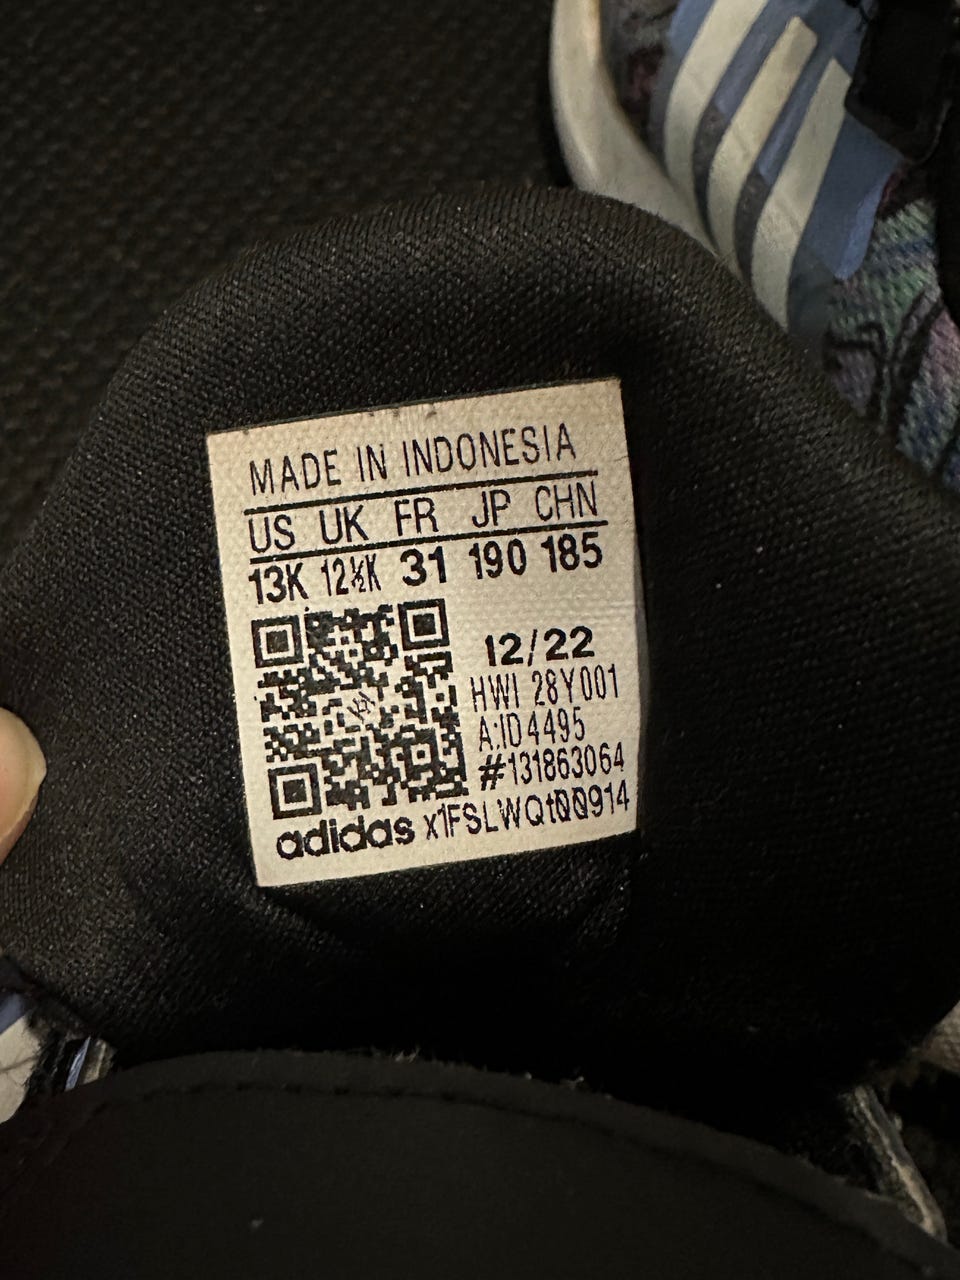 MADE IN INDONESIA
US UK FR JP CHN
13K 12½K 31 190 185
12/22
HWI 28Y001
A:ID4495
#131863064
adidas x1FSLWQt00914